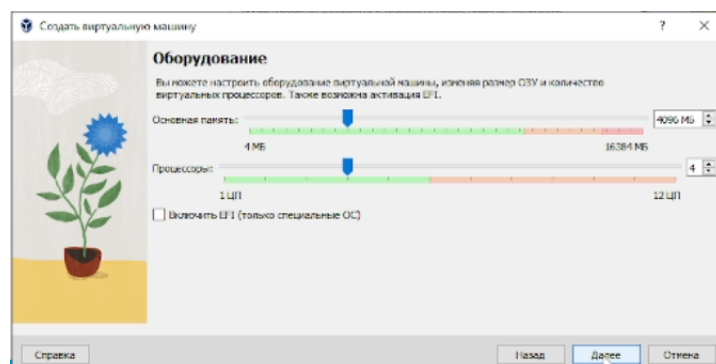 Создать виртуальную машину
Оборудование
Вы можете настроить оборудование виртуальной машины, изменяя размер ОЗУ и количество
виртуальных процессоров. Также возможна активация EFI.
Основная память:
4096 МБ
4 МБ
16384 МБ
Процессоры:
4
1 ЦП
12 ЦП
Включить EFI (только специальные ОС)
Справка
Назад
Далее
Отмена